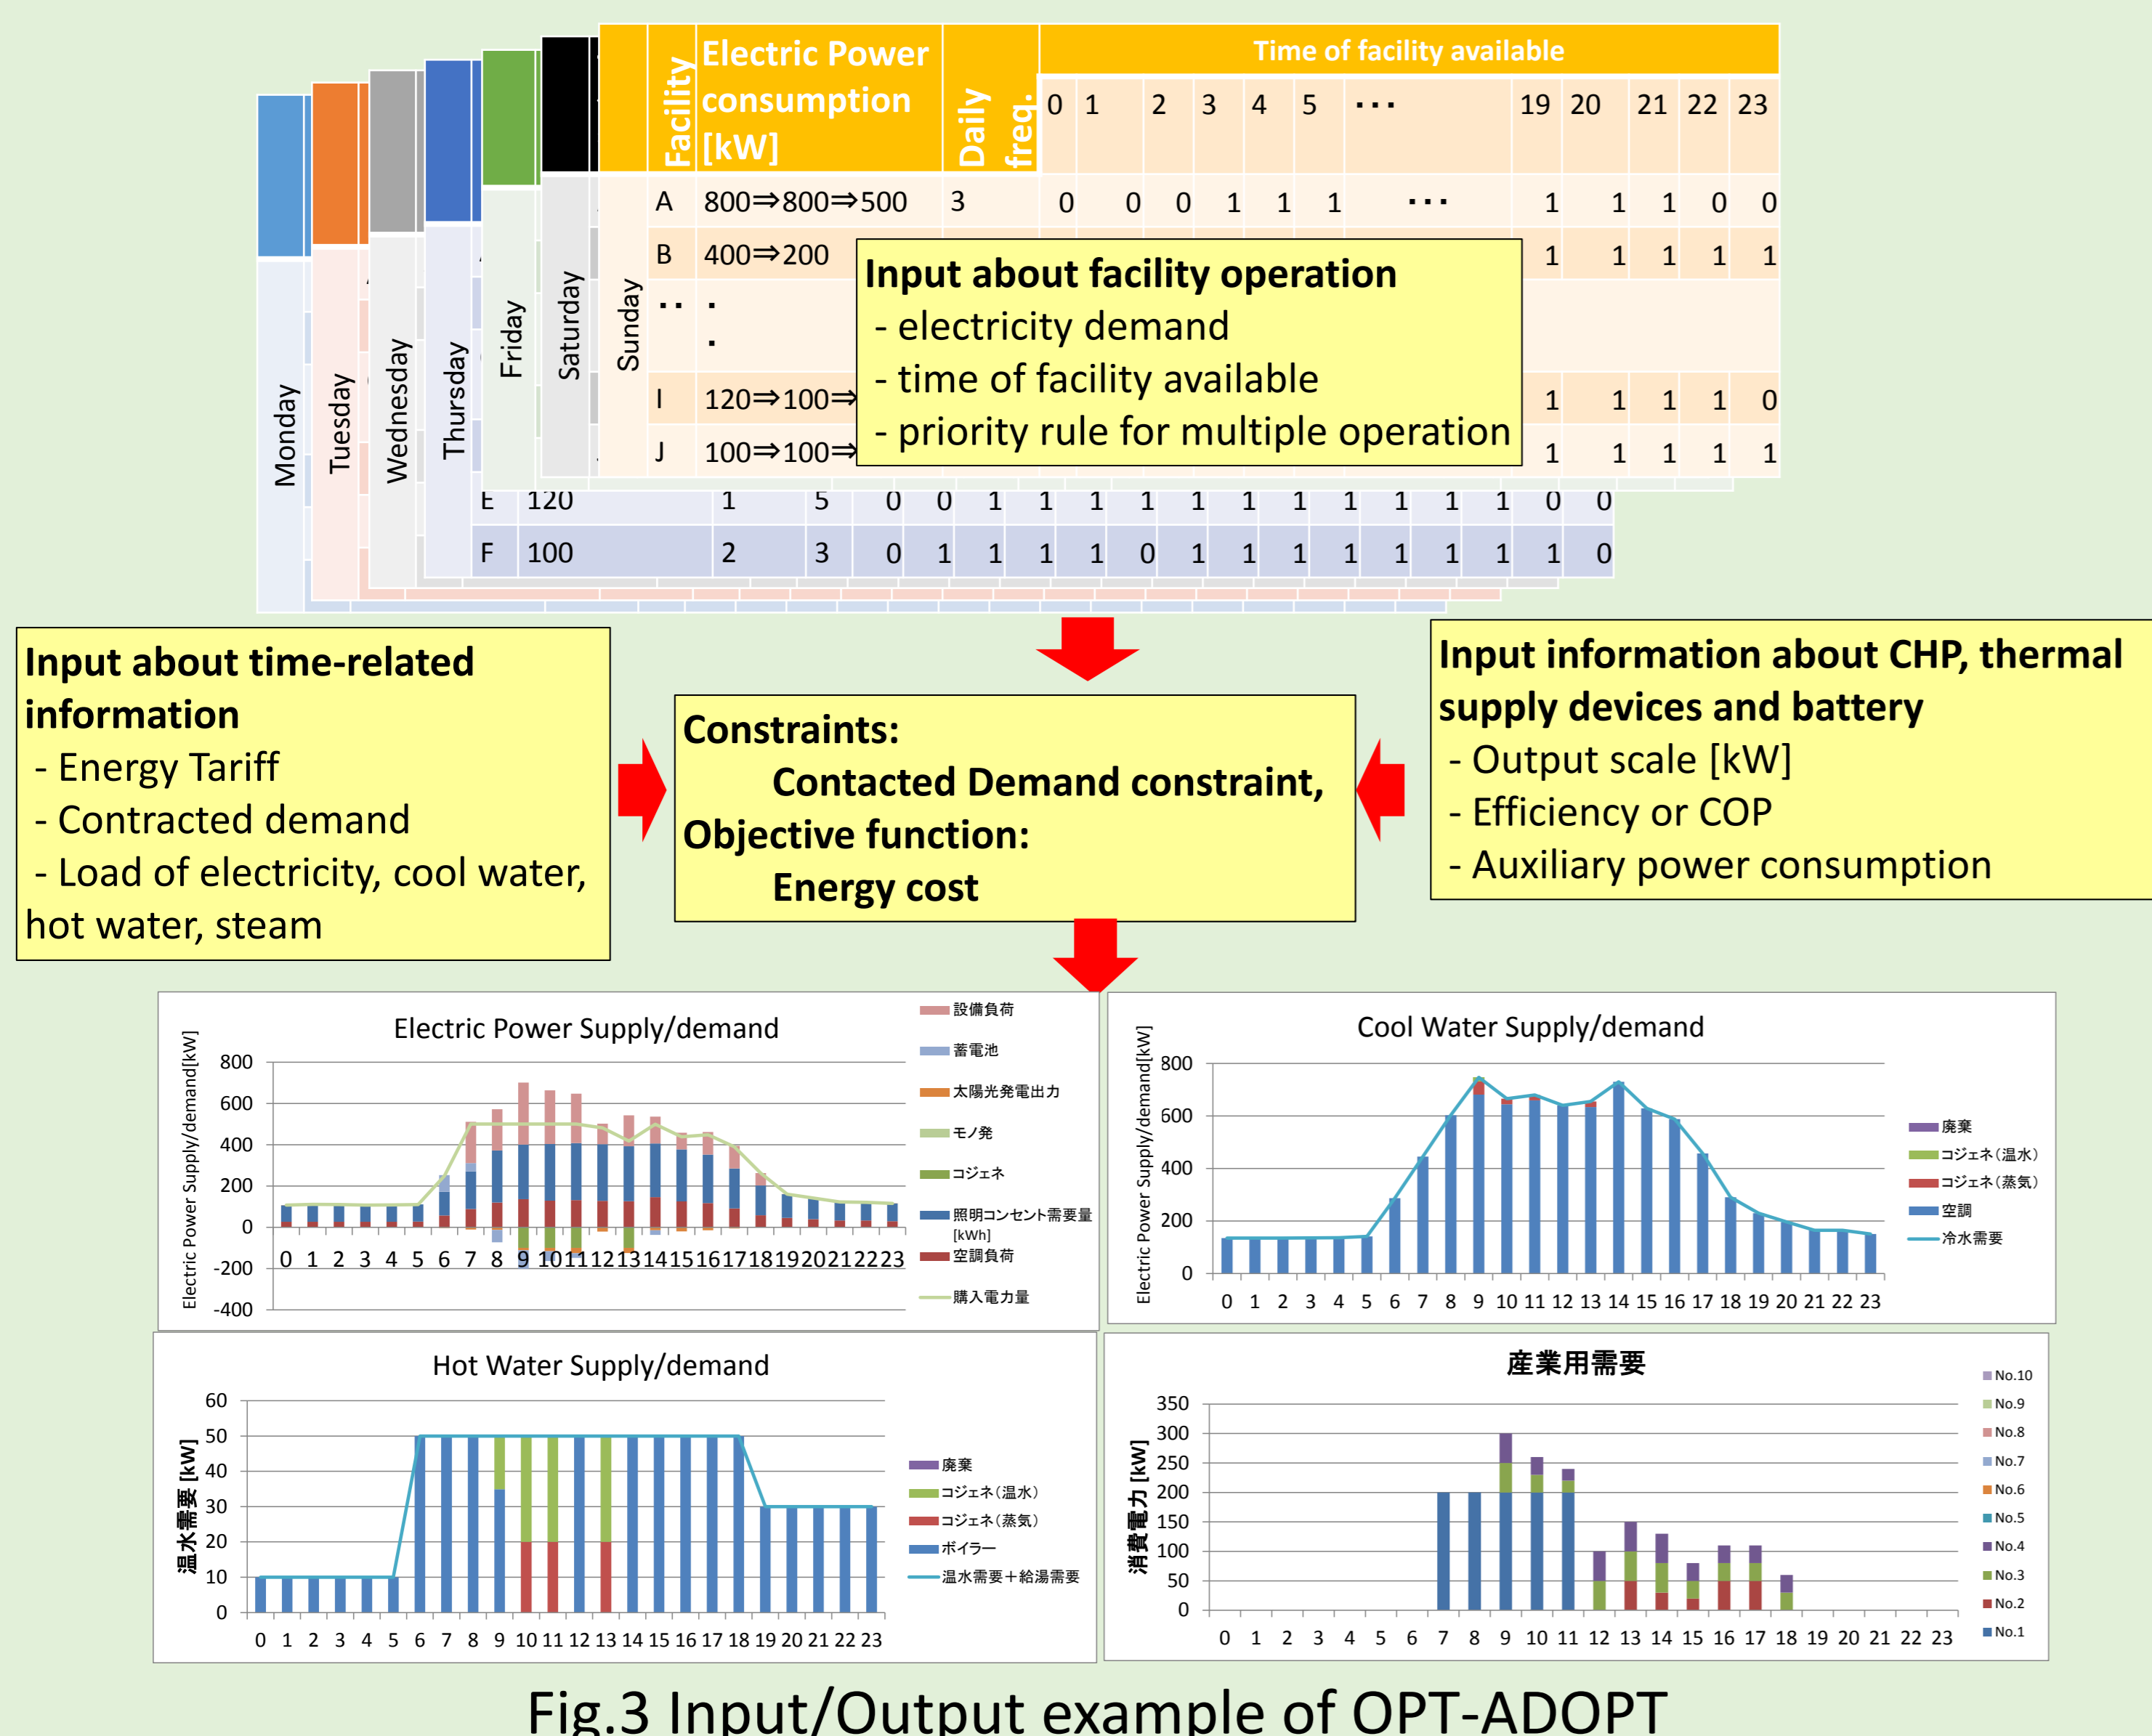 Facility
Electric Power consumption [kW]
Daily freq.
Time of facility available
0 1 2 3 4 5 ・・・ 19 20 21 22 23
A 800⇒800⇒500 3 0 0 0 1 1 1 ・・・ 1 1 1 0 0
B 400⇒200 1 1 1 1 1
I 120⇒100⇒ 1 1 1 1 0
J 100⇒100⇒ 1 1 1 1 1
E 120 1 5 0 0 1 1 1 1 1 1 1 1 1 1 1 0 0
F 100 2 3 0 1 1 1 1 0 1 1 1 1 1 1 1 1 0
Monday
Tuesday
Wednesday
Thursday
Friday
Saturday
Sunday
Input about facility operation
- electricity demand
- time of facility available
- priority rule for multiple operation
Input about time-related
information
- Energy Tariff
- Contracted demand
- Load of electricity, cool water,
hot water, steam
Constraints:
Contacted Demand constraint,
Objective function:
Energy cost
Input information about CHP, thermal
supply devices and battery
- Output scale [kW]
- Efficiency or COP
- Auxiliary power consumption
Electric Power Supply/demand
Electric Power Supply/demand[kW]
800
600
400
200
0
-200
-400
0 1 2 3 4 5 6 7 8 9 10 11 12 13 14 15 16 17 18 19 20 21 22 23
設備負荷
蓄電池
太陽光発電出力
モノ発
コジェネ
照明コンセント需要量
[kWh]
空調負荷
購入電力量
Cool Water Supply/demand
Electric Power Supply/demand[kW]
800
600
400
200
0
0 1 2 3 4 5 6 7 8 9 10 11 12 13 14 15 16 17 18 19 20 21 22 23
廃棄
コジェネ（温水）
コジェネ（蒸気）
空調
冷水需要
Hot Water Supply/demand
温水需要 [kW]
60
50
40
30
20
10
0
0 1 2 3 4 5 6 7 8 9 10 11 12 13 14 15 16 17 18 19 20 21 22 23
廃棄
コジェネ（温水）
コジェネ（蒸気）
ボイラー
温水需要＋給湯需要
産業用需要
消費電力 [kW]
350
300
250
200
150
100
50
0
0 1 2 3 4 5 6 7 8 9 10 11 12 13 14 15 16 17 18 19 20 21 22 23
No.10
No.9
No.8
No.7
No.6
No.5
No.4
No.3
No.2
No.1
Fig.3 Input/Output example of OPT-ADOPT